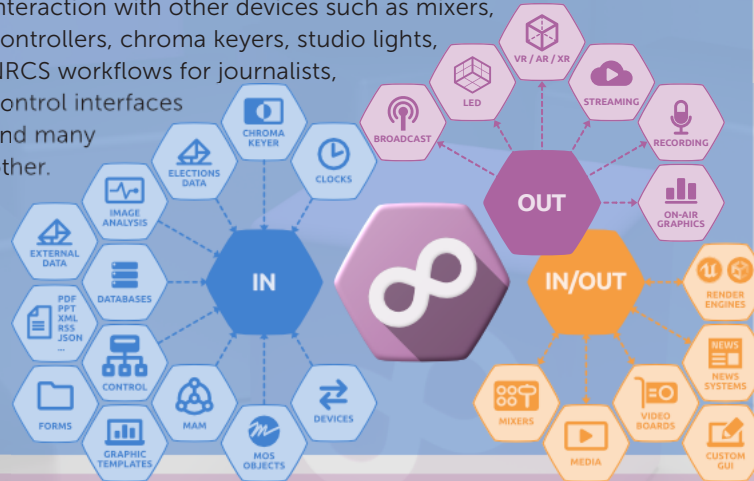 nteraction with other devices such as mixers,
ontrollers, chroma keyers, studio lights,
NRCS workflows for journalists,
ontrol interfaces
nd many
other.
VR / AR / XR
LED
STREAMING
BROADCAST
RECORDING
CHROMA
KEYER
ELECTIONS
DATA
CLOCKS
IMAGE
ANALYSIS
OUT
ON-AIR
GRAPHICS
EXTERNAL
DATA
DATABASES
IN
IN/OUT
RENDER
ENGINES
PDF
PPT
XML
RSS
JSON
...
CONTROL
NEWS
NEWS
SYSTEMS
FORMS
MAM
DEVICES
MIXERS
VIDEO
BOARDS
GRAPHIC
TEMPLATES
MOS
OBJECTS
MEDIA
CUSTOM
GUI